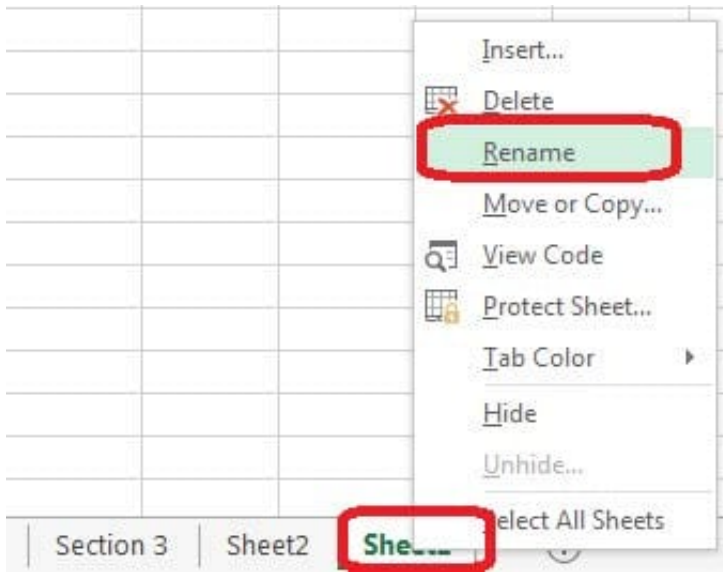 Insert...
Delete
Rename
Move or Copy...
View Code
Protect Sheet...
Tab Color
Hide
Unhide...
Select All Sheets
Section 3
Sheet2